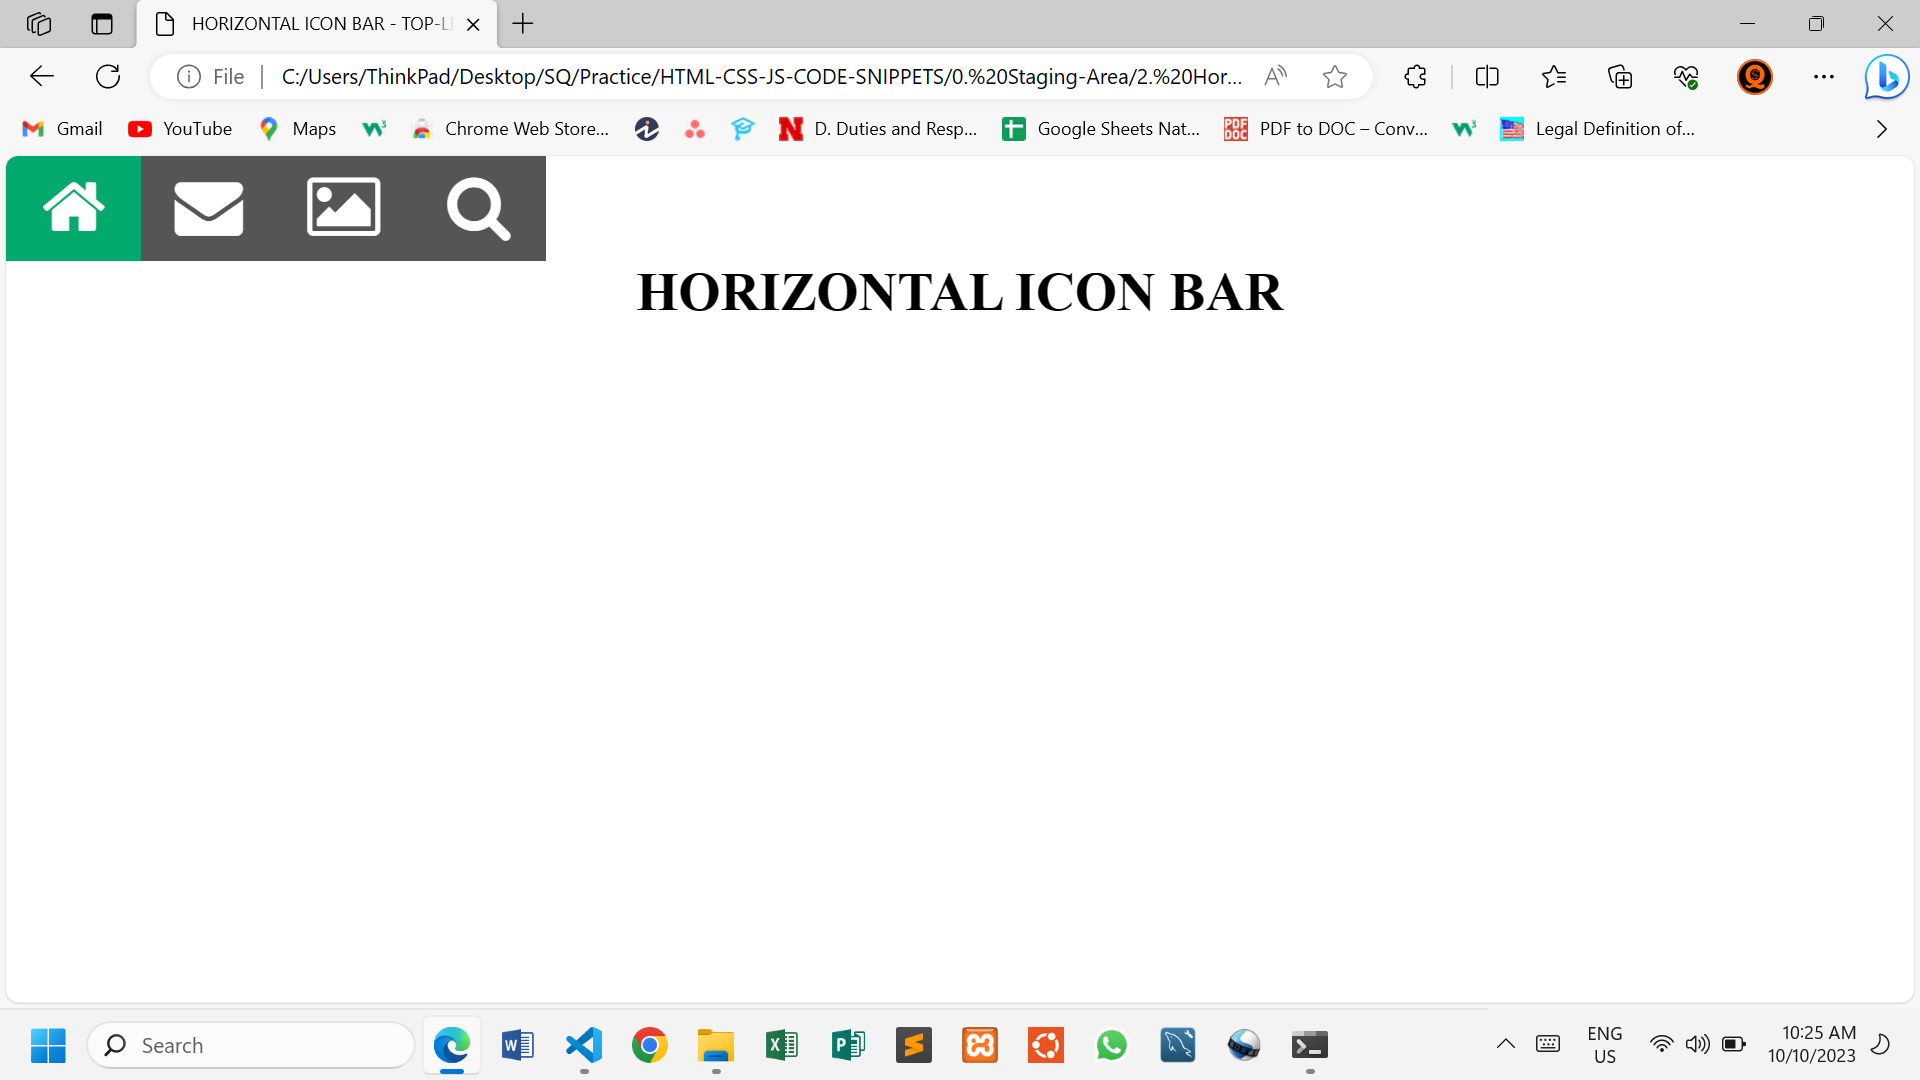 HORIZONTAL ICON BAR - TOP-L
File
C:/Users/ThinkPad/Desktop/SQ/Practice/HTML-CSS-JS-CODE-SNIPPETS/0.%20Staging-Area/2.%20Hor...
Gmail
YouTube
Maps
Chrome Web Store...
D. Duties and Resp...
Google Sheets Nat...
PDF to DOC – Conv...
Legal Definition of...
HORIZONTAL ICON BAR
Search
ENG
US
10:25 AM
10/10/2023